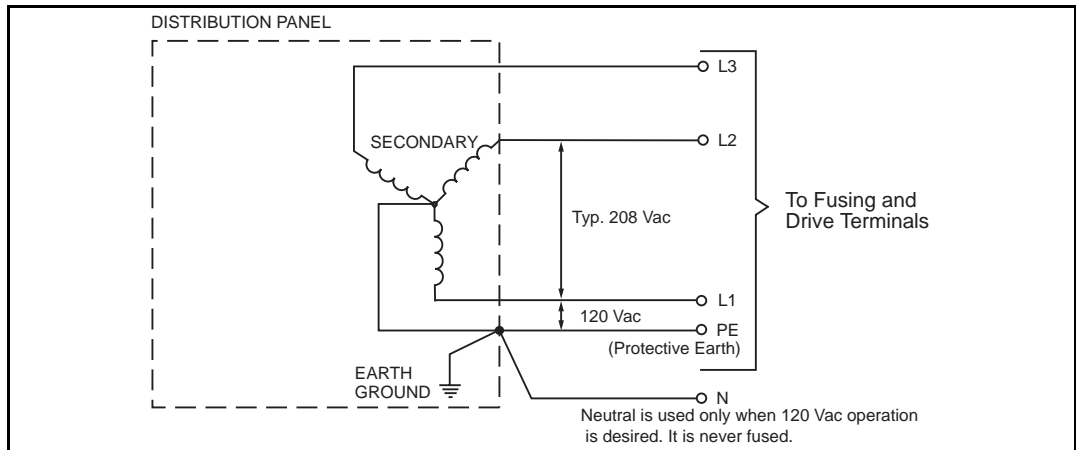 DISTRIBUTION PANEL
L3
SECONDARY
L2
Typ. 208 Vac
To Fusing and
Drive Terminals
L1
120 Vac
PE
(Protective Earth)
EARTH
GROUND
N
Neutral is used only when 120 Vac operation
is desired. It is never fused.